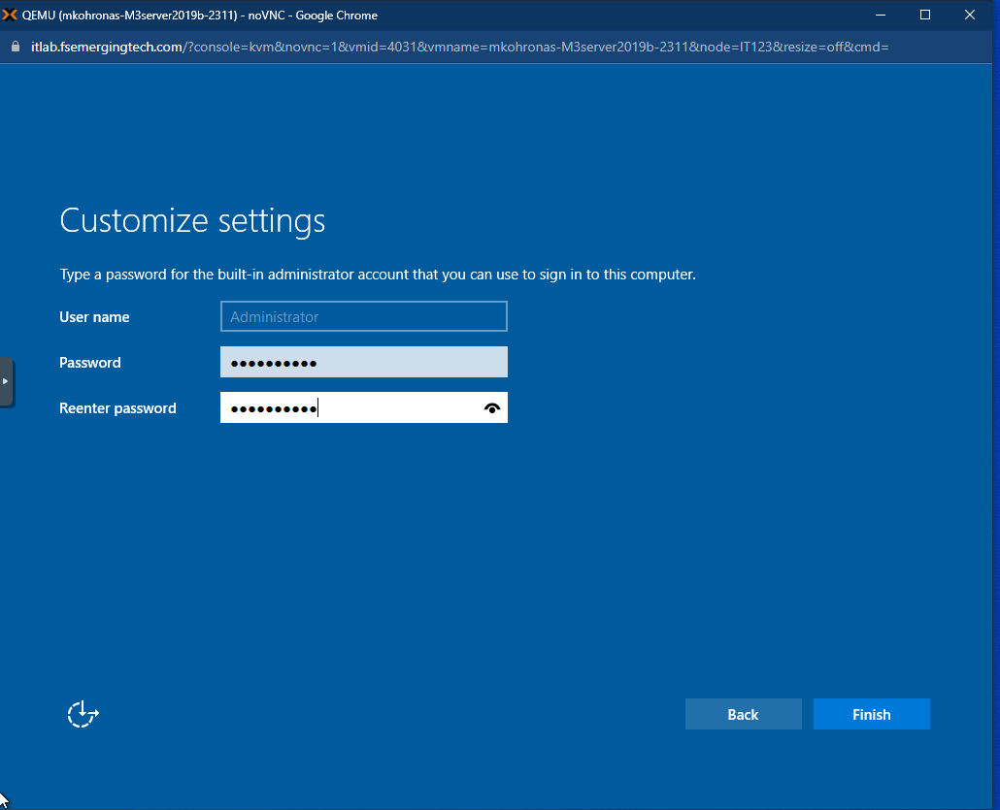 QEMU (mkohronas-M3server2019b-2311) - noVNC - Google Chrome
itlab.fsemergingtech.com/?console=kvm&novnc=1&vmid=4031&vmname=mkohronas-M3server2019b-2311&node=IT123&resize=off&cmd=
Customize settings
Type a password for the built-in administrator account that you can use to sign in to this computer.
User name Administrator
Password ••••••••••
Reenter password ••••••••••
Back Finish